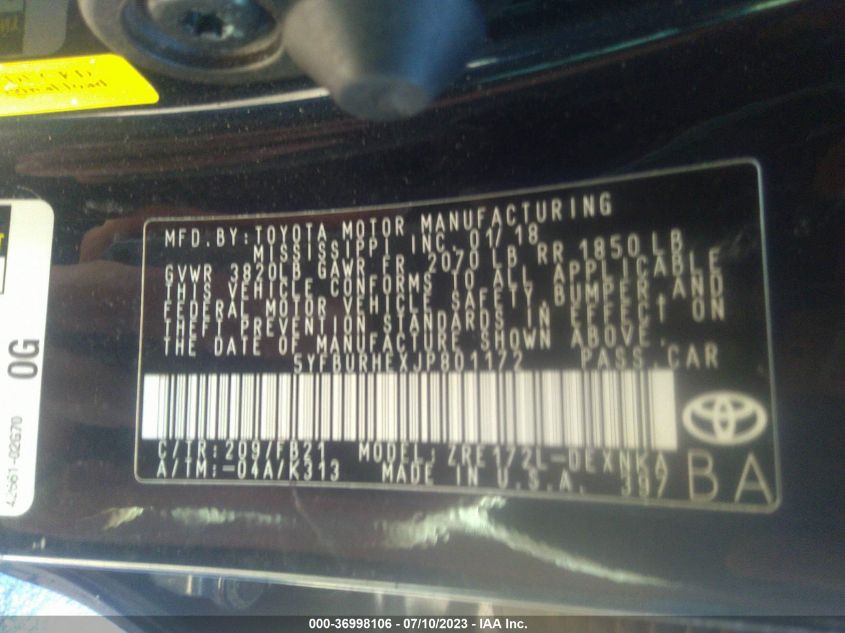 MFD.BY:TOYOTA MOTOR MANUFACTURING
MISSISSIPPI INC. 01/18
GVWR 3820LB GAWR FR 2070 LB RR 1850 LB
THIS VEHICLE CONFORMS TO ALL APPLICABLE
FEDERAL MOTOR VEHICLE SAFETY, BUMPER, AND
THEFT PREVENTION STANDARDS IN EFFECT ON
THE DATE OF MANUFACTURE SHOWN ABOVE.
5YFBURHEXJP801172 PASS.CAR
C/TR:209/FB21 MODEL:ZRE172L-DEXNKA
A/TM:-04A/K313 MADE IN U.S.A. 397
BA
0G
42661-02G70
000-36998106 - 07/10/2023 - IAA Inc.